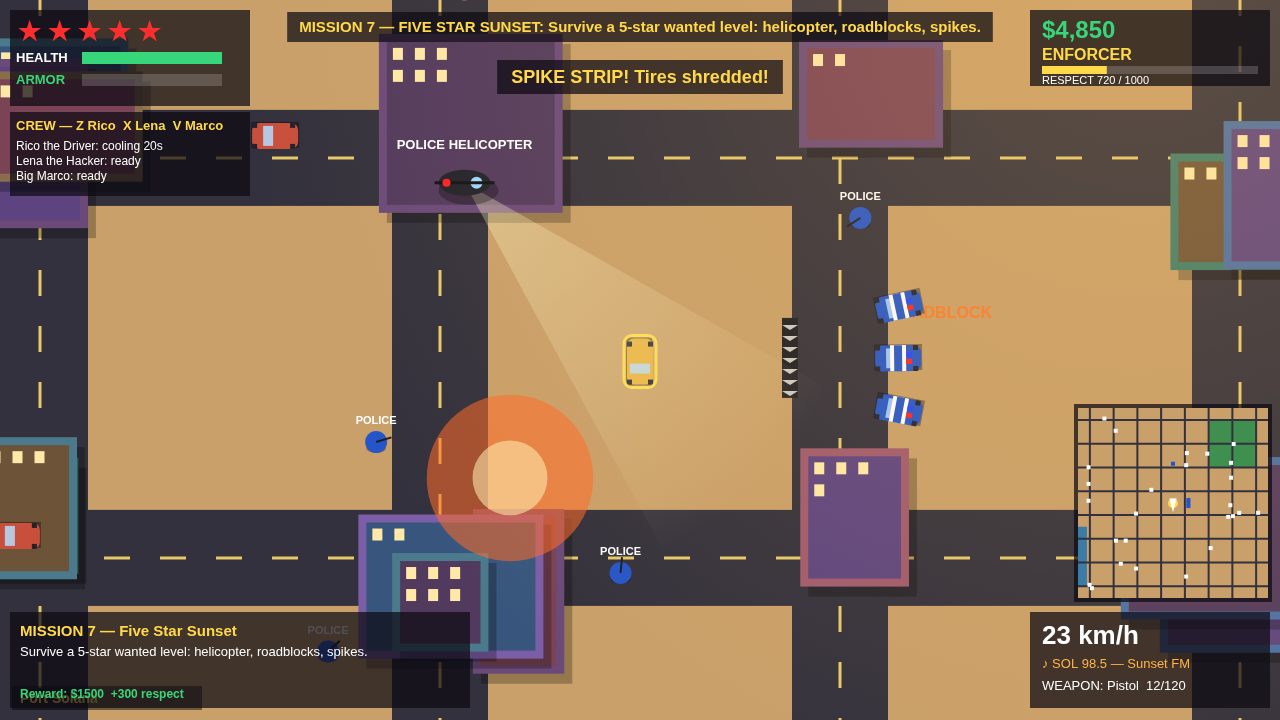 MISSION 7 — FIVE STAR SUNSET: Survive a 5-star wanted level: helicopter, roadblocks, spikes.
★★★★★
HEALTH
ARMOR
$4,850
ENFORCER
RESPECT 720 / 1000
SPIKE STRIP! Tires shredded!
CREW — Z Rico  X Lena  V Marco
Rico the Driver: cooling 20s
Lena the Hacker: ready
Big Marco: ready
POLICE HELICOPTER
POLICE
DBLOCK
POLICE
POLICE
POLICE
MISSION 7 — Five Star Sunset
Survive a 5-star wanted level: helicopter, roadblocks, spikes.
Reward: $1500  +300 respect
Port Solana
23 km/h
♪ SOL 98.5 — Sunset FM
WEAPON: Pistol  12/120